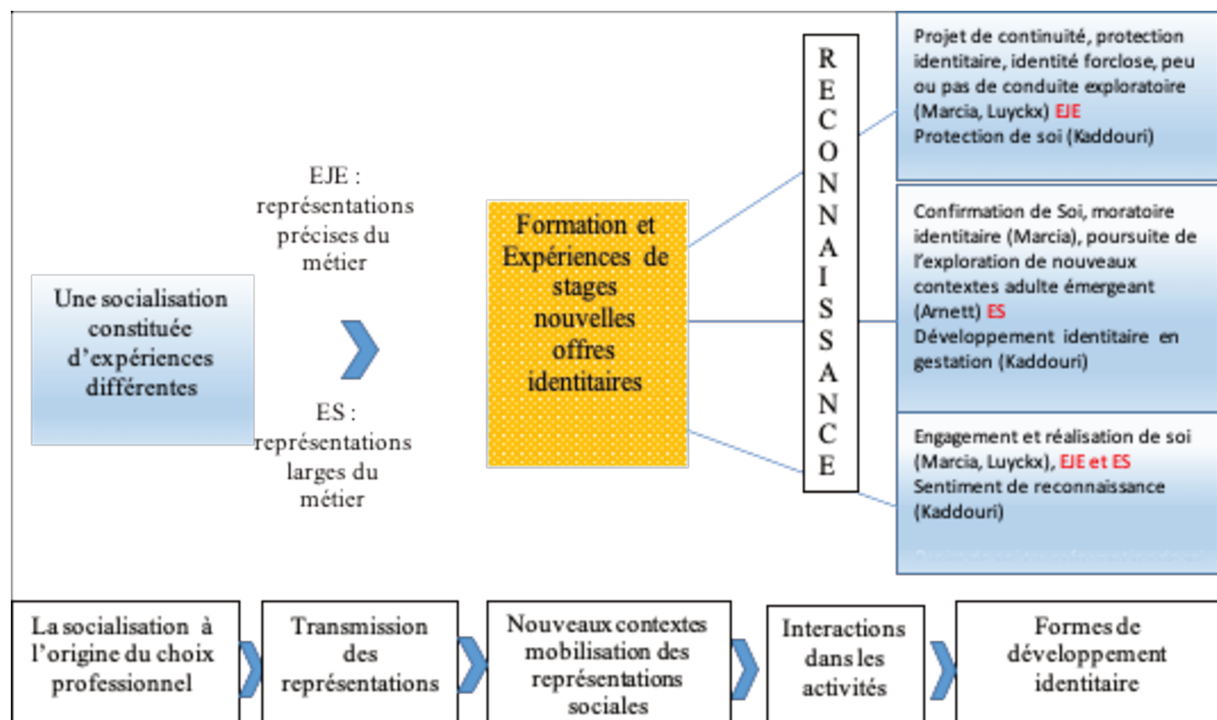 Une socialisation
constituée
d'expériences
différentes
EJE :
représentations
précises du
métier
ES :
représentations
larges du
métier
Formation et
Expériences de
stages
nouvelles
offres
identitaires
R
E
C
O
N
N
A
I
S
S
A
N
C
E
Projet de continuité, protection
identitaire, identité forclose, peu
ou pas de conduite exploratoire
(Marcia, Luyckx) EJE
Protection de soi (Kaddouri)
Confirmation de Soi, moratoire
identitaire (Marcia), poursuite de
l'exploration de nouveaux
contextes adulte émergeant
(Arnett) ES
Développement identitaire en
gestation (Kaddouri)
Engagement et réalisation de soi
(Marcia, Luyckx), EJE et ES
Sentiment de reconnaissance
(Kaddouri)
La socialisation à
l'origine du choix
professionnel
Transmission
des
représentations
Nouveaux contextes
mobilisation des
représentations
sociales
Interactions
dans les
activités
Formes de
développement
identitaire